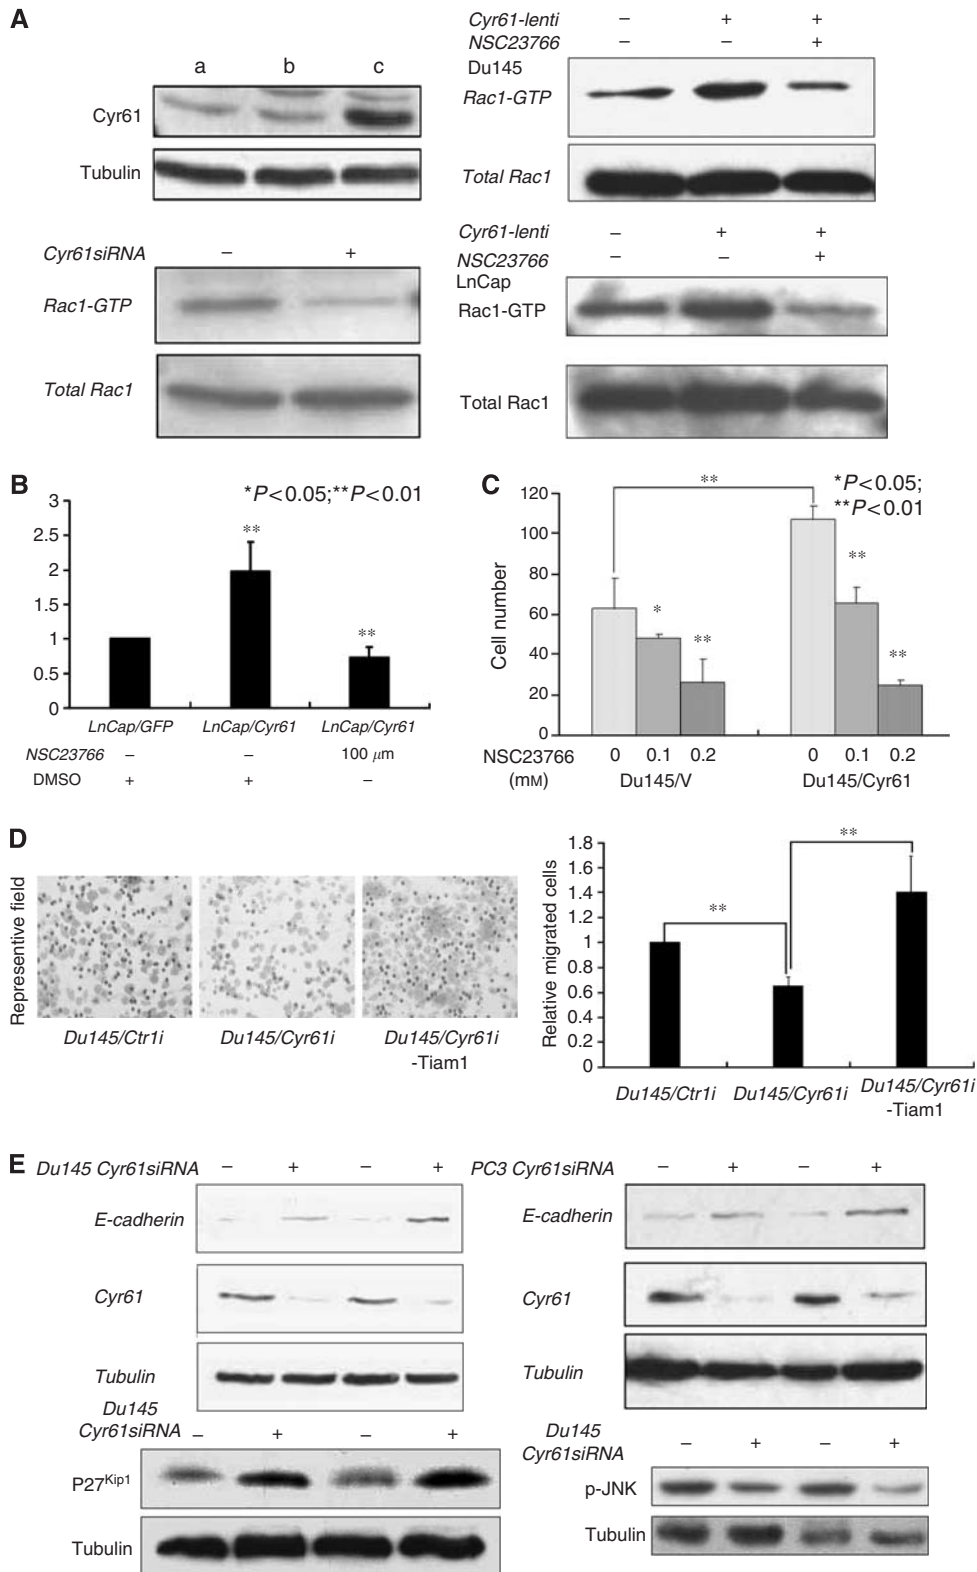 A
a b c
Cyr61
Tubulin
Cyr61siRNA – +
Rac1-GTP
Total Rac1
Cyr61-lenti – + +
NSC23766 – – +
Du145
Rac1-GTP
Total Rac1
Cyr61-lenti – + +
NSC23766 – – +
LnCap
Rac1-GTP
Total Rac1
B
*P<0.05;**P<0.01
3
2.5
2
1.5
1
0.5
0
**
**
LnCap/GFP LnCap/Cyr61 LnCap/Cyr61
NSC23766 – – 100 μm
DMSO + + –
C
*P<0.05;
**P<0.01
Cell number
120
100
80
60
40
20
0
**
*
**
**
**
NSC23766 0 0.1 0.2 0 0.1 0.2
(mM) Du145/V Du145/Cyr61
D
Representive field
Du145/Ctr1i Du145/Cyr61i Du145/Cyr61i
-Tiam1
Relative migrated cells
1.8
1.6
1.4
1.2
1
0.8
0.6
0.4
0.2
0
**
**
Du145/Ctr1i Du145/Cyr61i Du145/Cyr61i
-Tiam1
E
Du145 Cyr61siRNA – + – +
E-cadherin
Cyr61
Tubulin
PC3 Cyr61siRNA – + – +
E-cadherin
Cyr61
Tubulin
Du145
Cyr61siRNA – + – +
P27Kip1
Tubulin
Du145
Cyr61siRNA – + – +
p-JNK
Tubulin